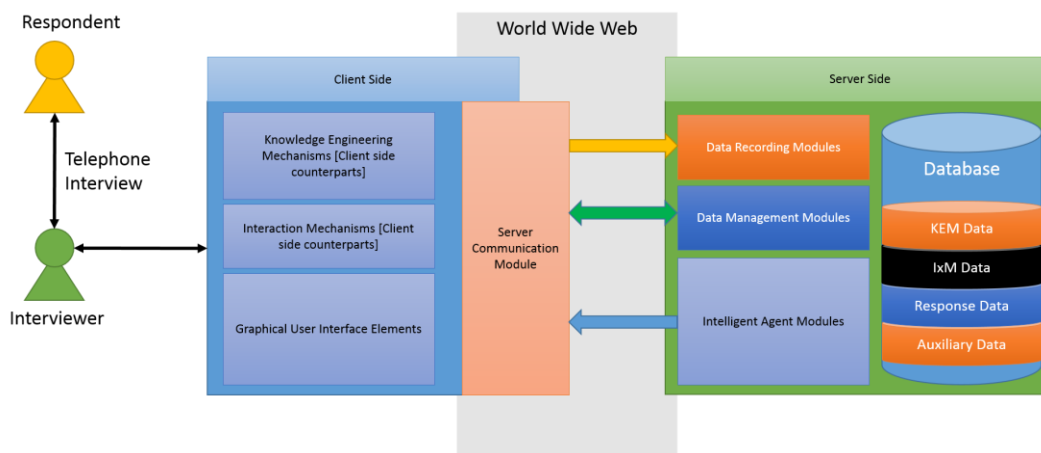 Respondent
World Wide Web
Client Side
Server Side
Telephone
Interview
Interviewer
Knowledge Engineering
Mechanisms [Client side
counterparts]
Interaction Mechanisms [Client
side counterparts]
Graphical User Interface Elements
Server
Communication
Module
Data Recording Modules
Data Management Modules
Intelligent Agent Modules
Database
KEM Data
IxM Data
Response Data
Auxiliary Data